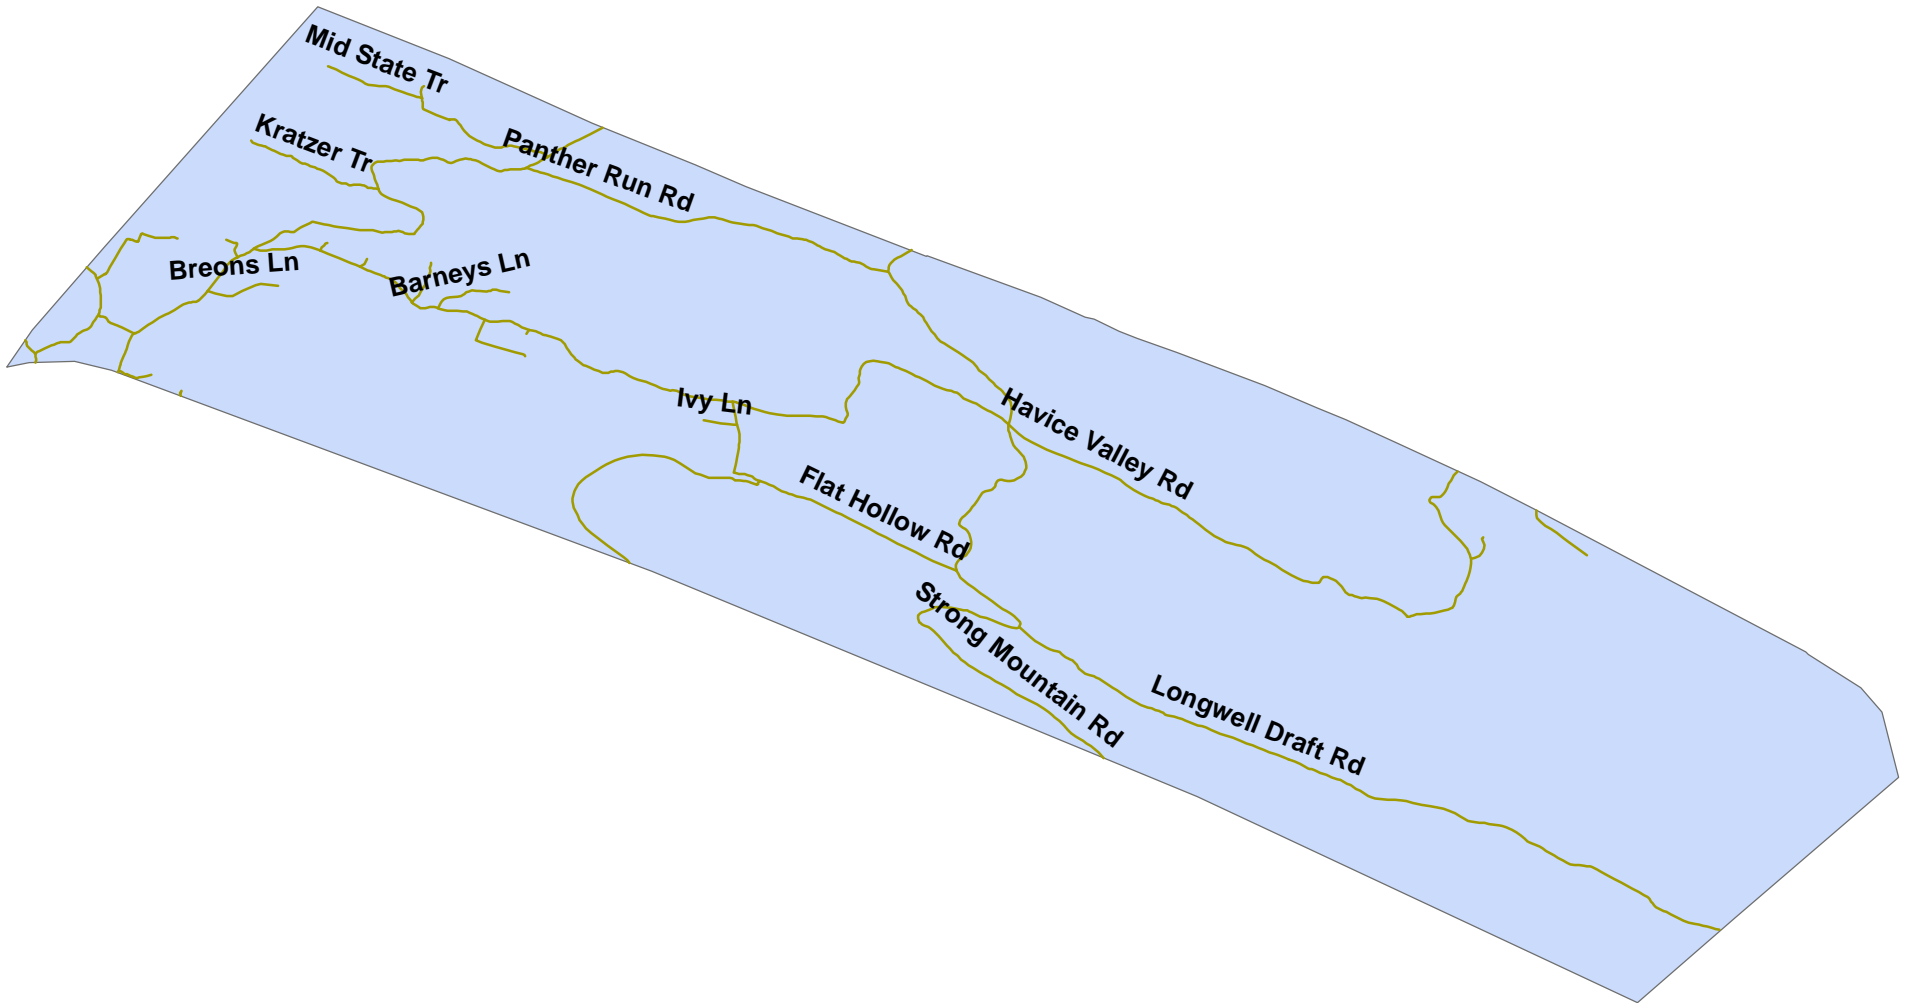 Mid State Tr
Kratzer Tr
Panther Run Rd
Breons Ln
Barneys Ln
Ivy Ln
Havice Valley Rd
Flat Hollow Rd
Strong Mountain Rd
Longwell Draft Rd